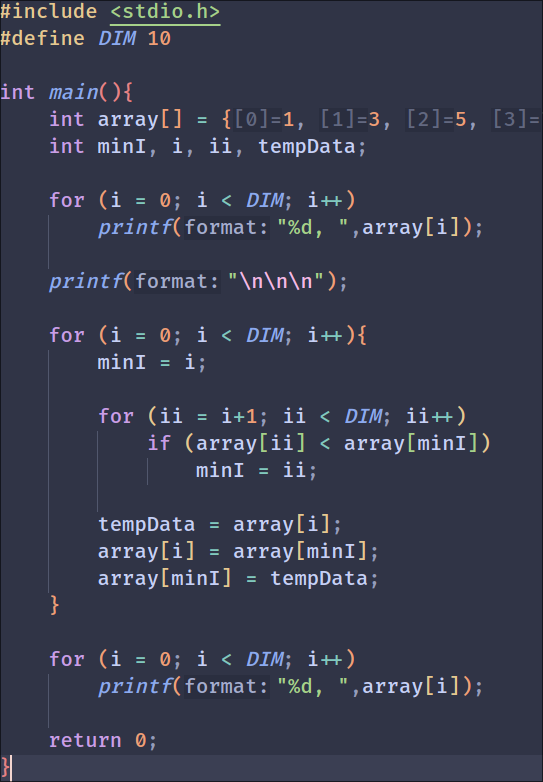 #include <stdio.h>
#define DIM 10
int main(){
int array[] = {[0]=1, [1]=3, [2]=5, [3]=
int minI, i, ii, tempData;
for (i = 0; i < DIM; i++)
printf(format:"%d, ",array[i]);
printf(format:"\n\n\n");
for (i = 0; i < DIM; i++){
minI = i;
for (ii = i+1; ii < DIM; ii++)
if (array[ii] < array[minI])
minI = ii;
tempData = array[i];
array[i] = array[minI];
array[minI] = tempData;
}
for (i = 0; i < DIM; i++)
printf(format:"%d, ",array[i]);
return 0;
}